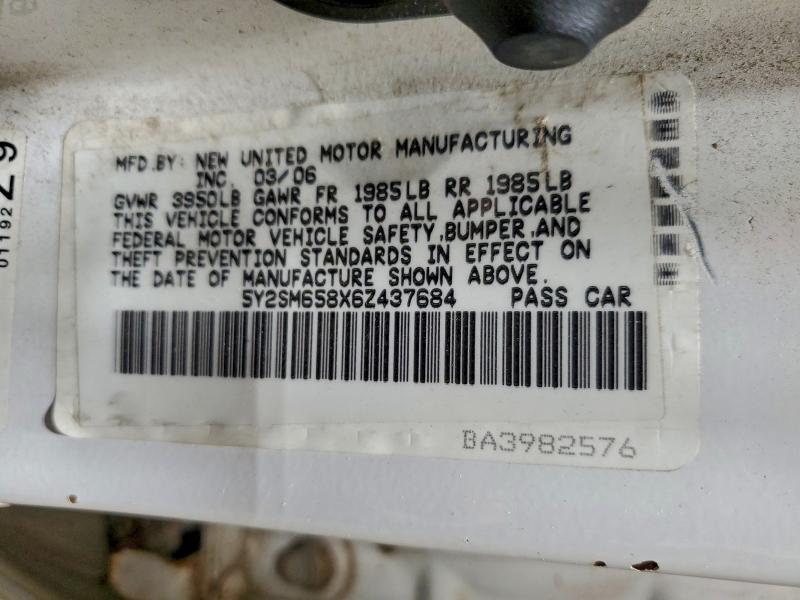 MFD.BY: NEW UNITED MOTOR MANUFACTURING
INC. 03/06
GVWR 3950LB GAWR FR 1985LB RR 1985LB
THIS VEHICLE CONFORMS TO ALL APPLICABLE
FEDERAL MOTOR VEHICLE SAFETY,BUMPER,AND
THEFT PREVENTION STANDARDS IN EFFECT ON
THE DATE OF MANUFACTURE SHOWN ABOVE.
5Y2SM658X6Z437684 PASS CAR
BA3982576
29
01192